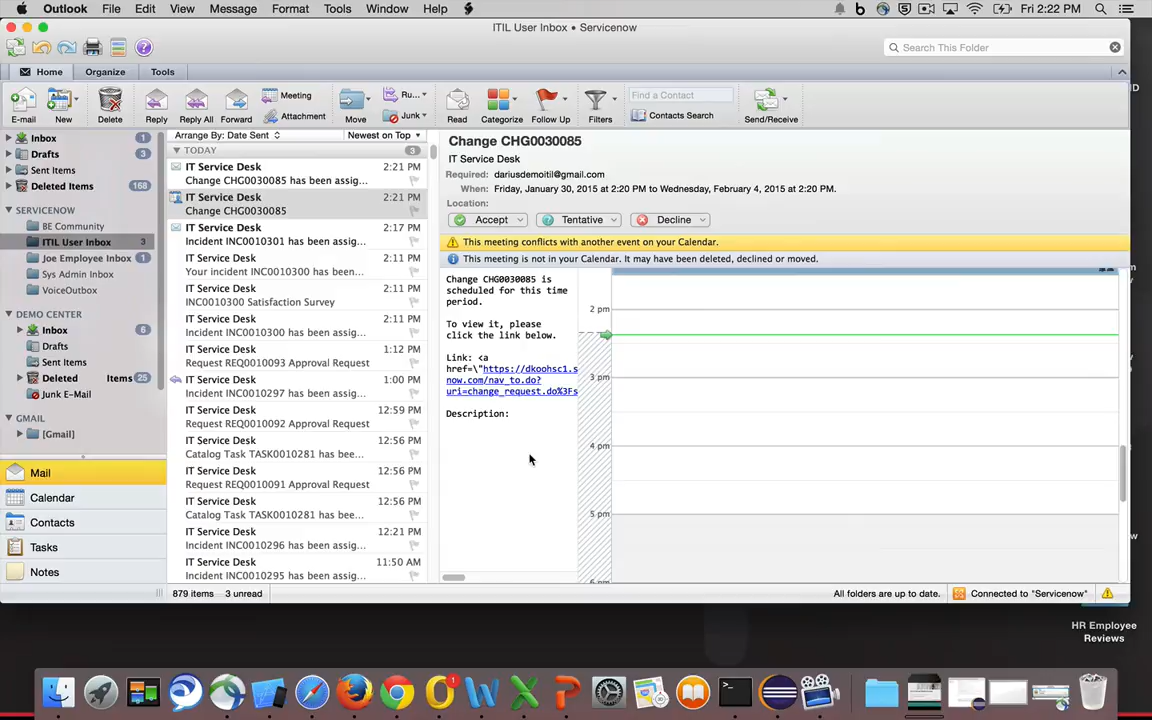 Outlook File Edit View Message Format Tools Window Help
Fri 2:22 PM
ITIL User Inbox • Servicenow
Search This Folder
Home Organize Tools
E-mail New Delete Reply Reply All Forward Meeting Attachment Move Ru... Junk Read Categorize Follow Up Filters Find a Contact Contacts Search Send/Receive
Inbox 1
Drafts 3
Sent Items
Deleted Items 168
SERVICENOW
BE Community
ITIL User Inbox 3
Joe Employee Inbox 1
Sys Admin Inbox
VoiceOutbox
DEMO CENTER
Inbox 6
Drafts
Sent Items
Deleted Items 25
Junk E-Mail
GMAIL
[Gmail]
Mail
Calendar
Contacts
Tasks
Notes
Arrange By: Date Sent Newest on Top
TODAY 3
IT Service Desk 2:21 PM
Change CHG0030085 has been assig...
IT Service Desk 2:21 PM
Change CHG0030085
IT Service Desk 2:17 PM
Incident INC0010301 has been assig...
IT Service Desk 2:11 PM
Your incident INC0010300 has been...
IT Service Desk 2:11 PM
INC0010300 Satisfaction Survey
IT Service Desk 2:11 PM
Incident INC0010300 has been assig...
IT Service Desk 1:12 PM
Request REQ0010093 Approval Request
IT Service Desk 1:00 PM
Incident INC0010297 has been assig...
IT Service Desk 12:59 PM
Request REQ0010092 Approval Request
IT Service Desk 12:56 PM
Catalog Task TASK0010281 has bee...
IT Service Desk 12:56 PM
Request REQ0010091 Approval Request
IT Service Desk 12:56 PM
Catalog Task TASK0010281 has bee...
IT Service Desk 12:21 PM
Incident INC0010296 has been assig...
IT Service Desk 11:50 AM
Incident INC0010295 has been assig...
Change CHG0030085
IT Service Desk
Required: dariusdemoitil@gmail.com
When: Friday, January 30, 2015 at 2:20 PM to Wednesday, February 4, 2015 at 2:20 PM.
Location:
Accept Tentative Decline
This meeting conflicts with another event on your Calendar.
This meeting is not in your Calendar. It may have been deleted, declined or moved.
Change CHG0030085 is
scheduled for this time
period.
To view it, please
click the link below.
Link: <a
href=\"https://dkoohsc1.s
now.com/nav_to.do?
uri=change_request.do%3Fs
Description:
2 pm
3 pm
4 pm
5 pm
6 pm
879 items 3 unread
All folders are up to date. Connected to "Servicenow"
HR Employee
Reviews
1